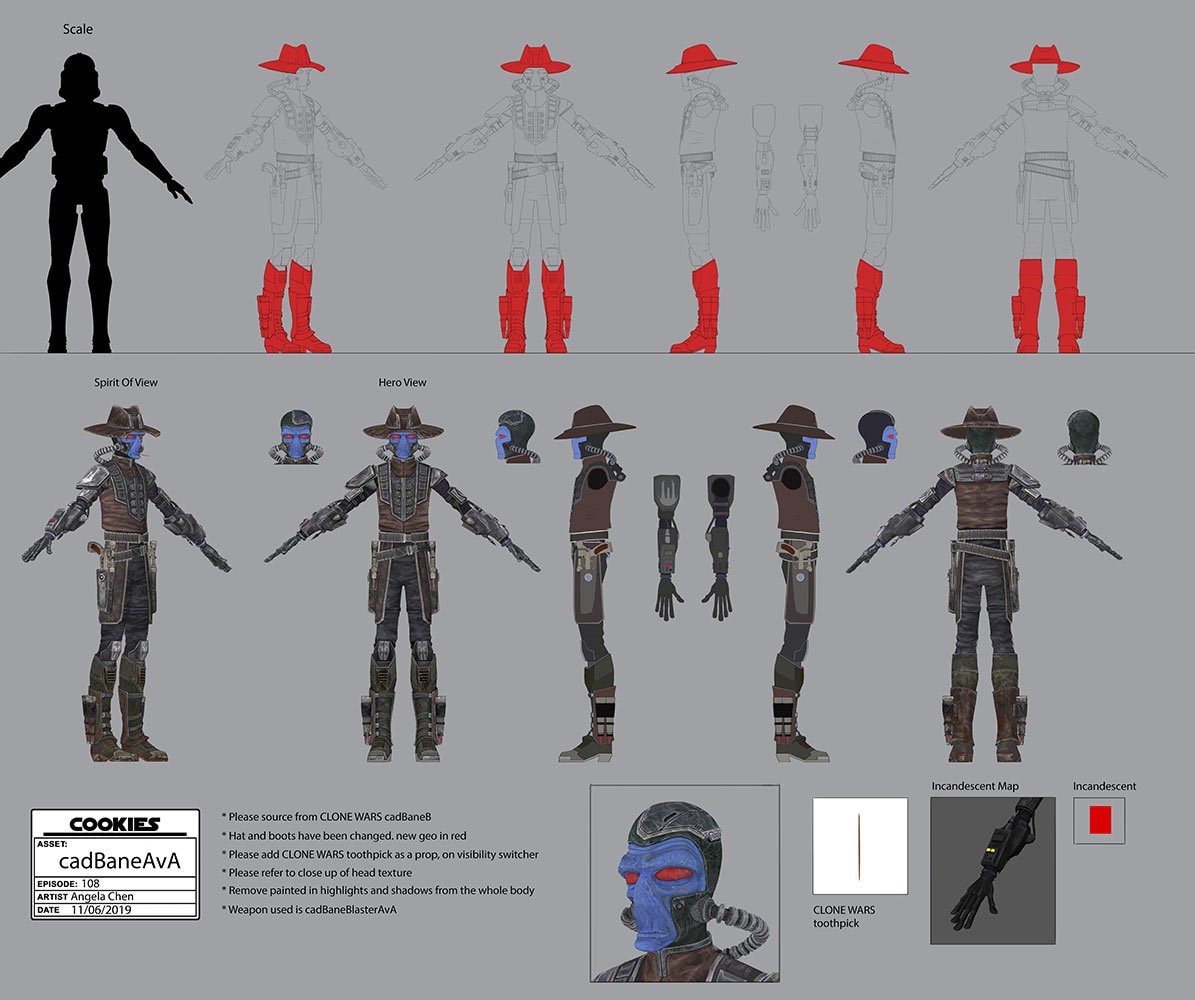 Scale
Spirit Of View
Hero View
COOKIES
ASSET:
cadBaneAvA
EPISODE: 108
ARTIST Angela Chen
DATE 11/06/2019
* Please source from CLONE WARS cadBaneB
* Hat and boots have been changed. new geo in red
* Please add CLONE WARS toothpick as a prop, on visibility switcher
* Please refer to close up of head texture
* Remove painted in highlights and shadows from the whole body
* Weapon used is cadBaneBlasterAvA
CLONE WARS
toothpick
Incandescent Map
Incandescent